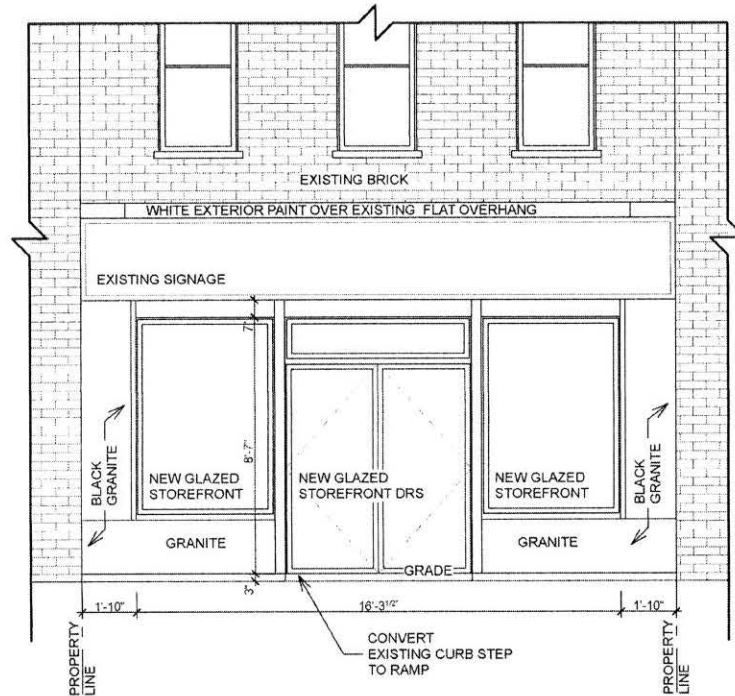 EXISTING BRICK
WHITE EXTERIOR PAINT OVER EXISTING FLAT OVERHANG
EXISTING SIGNAGE
7"
8'-7"
3"
BLACK
GRANITE
NEW GLAZED
STOREFRONT
NEW GLAZED
STOREFRONT DRS
NEW GLAZED
STOREFRONT
BLACK
GRANITE
GRANITE
GRANITE
GRADE
1'-10"
16'-3 1/2"
1'-10"
CONVERT
EXISTING CURB STEP
TO RAMP
PROPERTY
LINE
PROPERTY
LINE